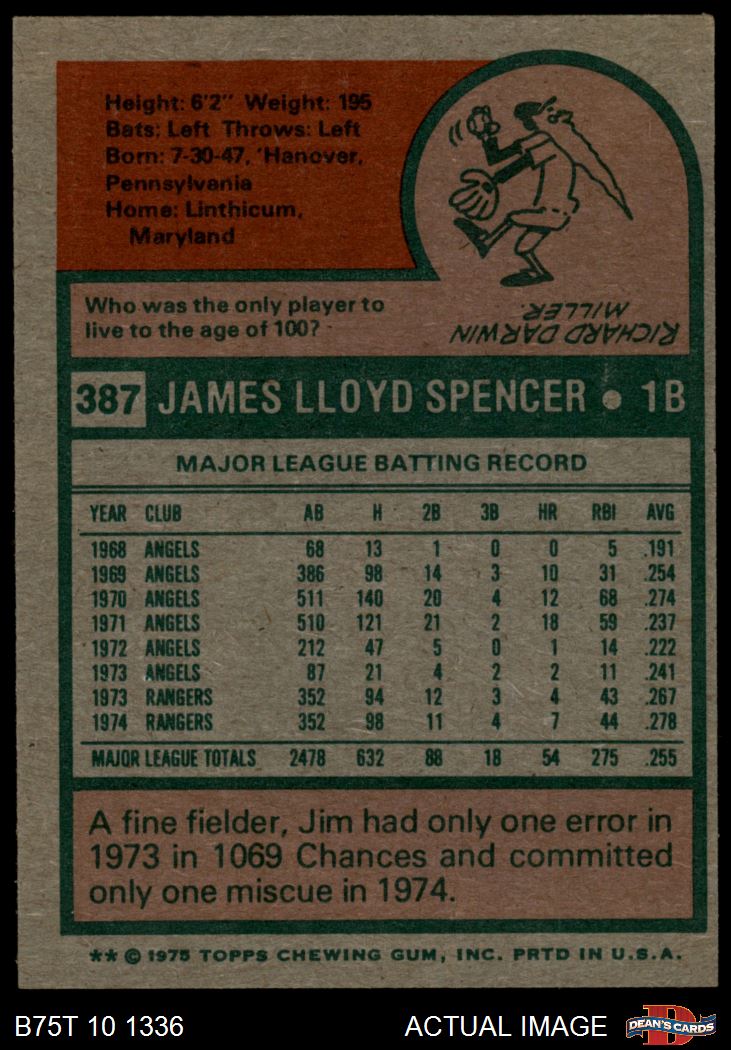 Height: 6'2" Weight: 195
Bats: Left Throws: Left
Born: 7-30-47, 'Hanover,
Pennsylvania
Home: Linthicum,
Maryland
Who was the only player to
live to the age of 100?
RICHARD DARWIN
MILLER.
387 JAMES LLOYD SPENCER • 1B
MAJOR LEAGUE BATTING RECORD
YEAR CLUB AB H 2B 3B HR RBI AVG
1968 ANGELS 68 13 1 0 0 5 .191
1969 ANGELS 386 98 14 3 10 31 .254
1970 ANGELS 511 140 20 4 12 68 .274
1971 ANGELS 510 121 21 2 18 59 .237
1972 ANGELS 212 47 5 0 1 14 .222
1973 ANGELS 87 21 4 2 2 11 .241
1973 RANGERS 352 94 12 3 4 43 .267
1974 RANGERS 352 98 11 4 7 44 .278
MAJOR LEAGUE TOTALS 2478 632 88 18 54 275 .255
A fine fielder, Jim had only one error in
1973 in 1069 Chances and committed
only one miscue in 1974.
** © 1975 TOPPS CHEWING GUM, INC. PRTD IN U.S.A.
B75T 10 1336 ACTUAL IMAGE D DEAN'S CARDS